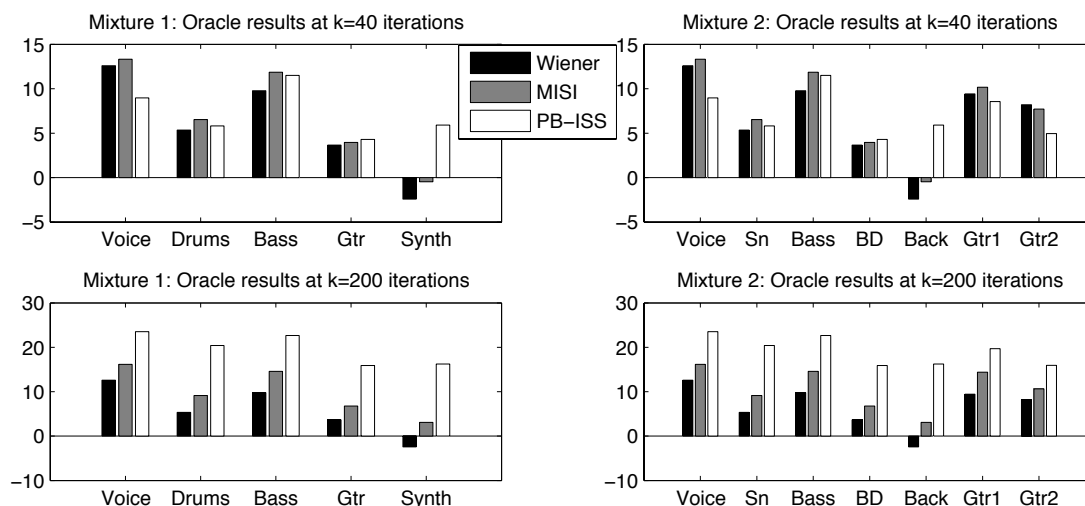 Mixture 1: Oracle results at k=40 iterations
15
10
5
0
−5
Voice Drums Bass Gtr Synth
Wiener
MISI
PB−ISS
Mixture 2: Oracle results at k=40 iterations
15
10
5
0
−5
Voice Sn Bass BD Back Gtr1 Gtr2
Mixture 1: Oracle results at k=200 iterations
30
20
10
0
−10
Voice Drums Bass Gtr Synth
Mixture 2: Oracle results at k=200 iterations
30
20
10
0
−10
Voice Sn Bass BD Back Gtr1 Gtr2